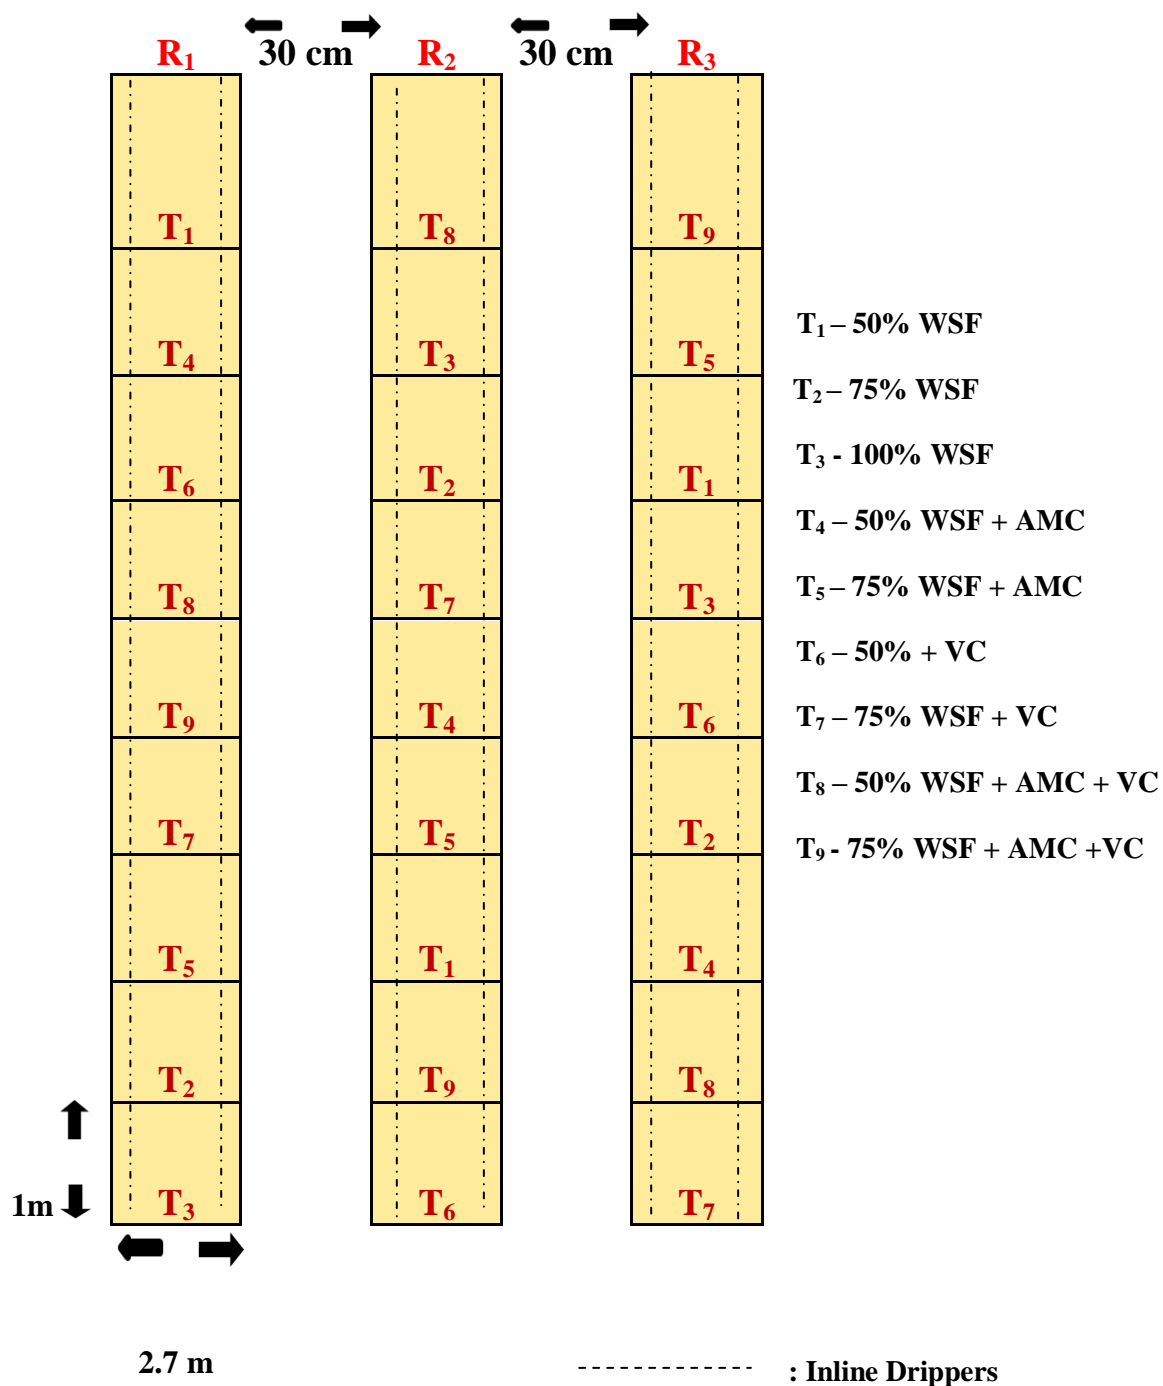 R₁ 30 cm R₂ 30 cm R₃
T₁ T₈ T₉
T₁ – 50% WSF
T₄ T₃ T₅
T₂ – 75% WSF
T₃ - 100% WSF
T₆ T₂ T₁
T₄ – 50% WSF + AMC
T₅ – 75% WSF + AMC
T₈ T₇ T₃
T₆ – 50% + VC
T₉ T₄ T₆
T₇ – 75% WSF + VC
T₈ – 50% WSF + AMC + VC
T₇ T₅ T₂
T₉ - 75% WSF + AMC +VC
T₅ T₁ T₄
T₂ T₉ T₈
1m T₃ T₆ T₇
2.7 m
: Inline Drippers